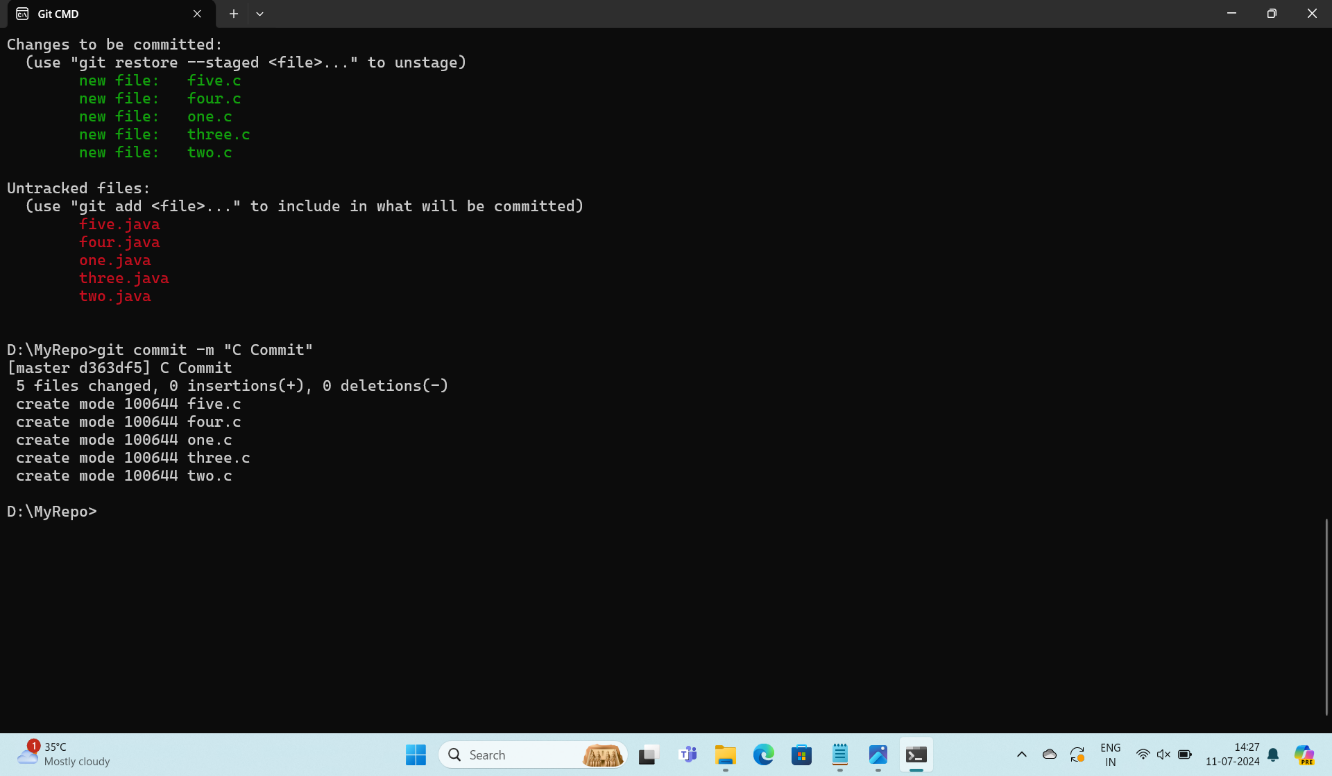 Git CMD
Changes to be committed:
(use "git restore --staged <file>..." to unstage)
new file: five.c
new file: four.c
new file: one.c
new file: three.c
new file: two.c
Untracked files:
(use "git add <file>..." to include in what will be committed)
five.java
four.java
one.java
three.java
two.java
D:\MyRepo>git commit -m "C Commit"
[master d363df5] C Commit
5 files changed, 0 insertions(+), 0 deletions(-)
create mode 100644 five.c
create mode 100644 four.c
create mode 100644 one.c
create mode 100644 three.c
create mode 100644 two.c
D:\MyRepo>
1
35°C
Mostly cloudy
Search
ENG
IN
14:27
11-07-2024
PRE